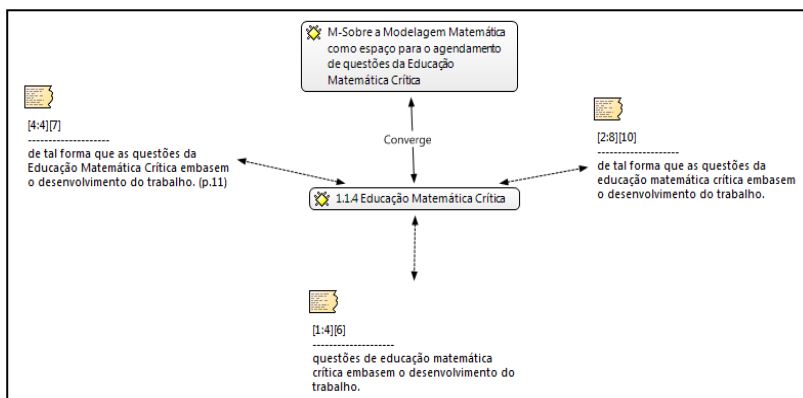 M-Sobre a Modelagem Matemática
como espaço para o agendamento
de questões da Educação
Matemática Crítica
[4:4][7]
--------------------
de tal forma que as questões da
Educação Matemática Crítica embasem
o desenvolvimento do trabalho. (p.11)
Converge
[2:8][10]
--------------------
de tal forma que as questões da
educação matemática crítica embasem
o desenvolvimento do trabalho.
1.1.4 Educação Matemática Crítica
[1:4][6]
--------------------
questões de educação matemática
crítica embasem o desenvolvimento do
trabalho.